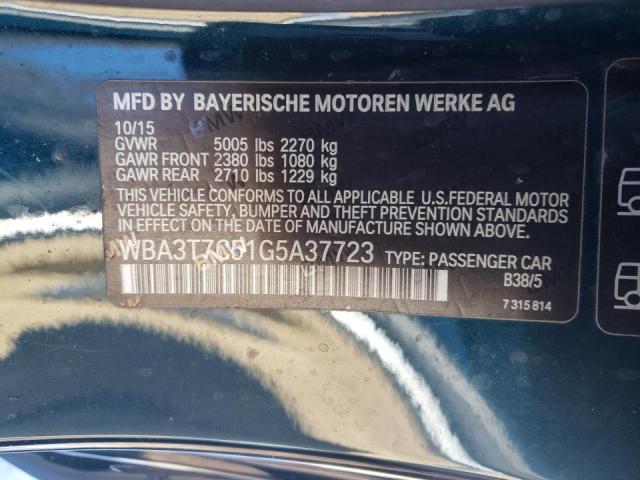 MFD BY BAYERISCHE MOTOREN WERKE AG
10/15
GVWR 5005 lbs 2270 kg
GAWR FRONT 2380 lbs 1080 kg
GAWR REAR 2710 lbs 1229 kg
THIS VEHICLE CONFORMS TO ALL APPLICABLE U.S.FEDERAL MOTOR
VEHICLE SAFETY, BUMPER AND THEFT PREVENTION STANDARDS
IN EFFECT ON THE DATE OF MANUFACTURE SHOWN ABOVE.
WBA3T7C51G5A37723 TYPE: PASSENGER CAR
B38/5
7 315 814